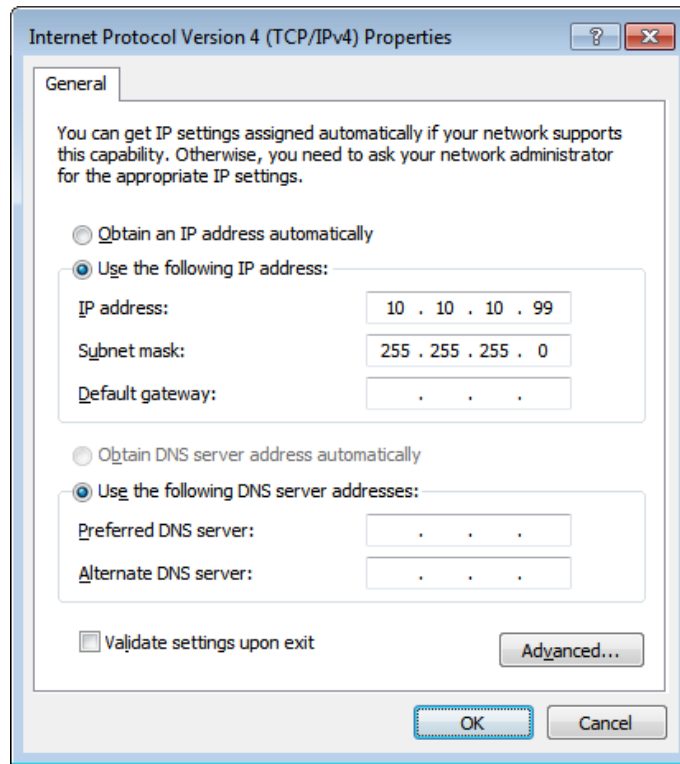 Internet Protocol Version 4 (TCP/IPv4) Properties
General
You can get IP settings assigned automatically if your network supports
this capability. Otherwise, you need to ask your network administrator
for the appropriate IP settings.
Obtain an IP address automatically
Use the following IP address:
IP address: 10 . 10 . 10 . 99
Subnet mask: 255 . 255 . 255 . 0
Default gateway: . . .
Obtain DNS server address automatically
Use the following DNS server addresses:
Preferred DNS server: . . .
Alternate DNS server: . . .
Validate settings upon exit
Advanced...
OK Cancel